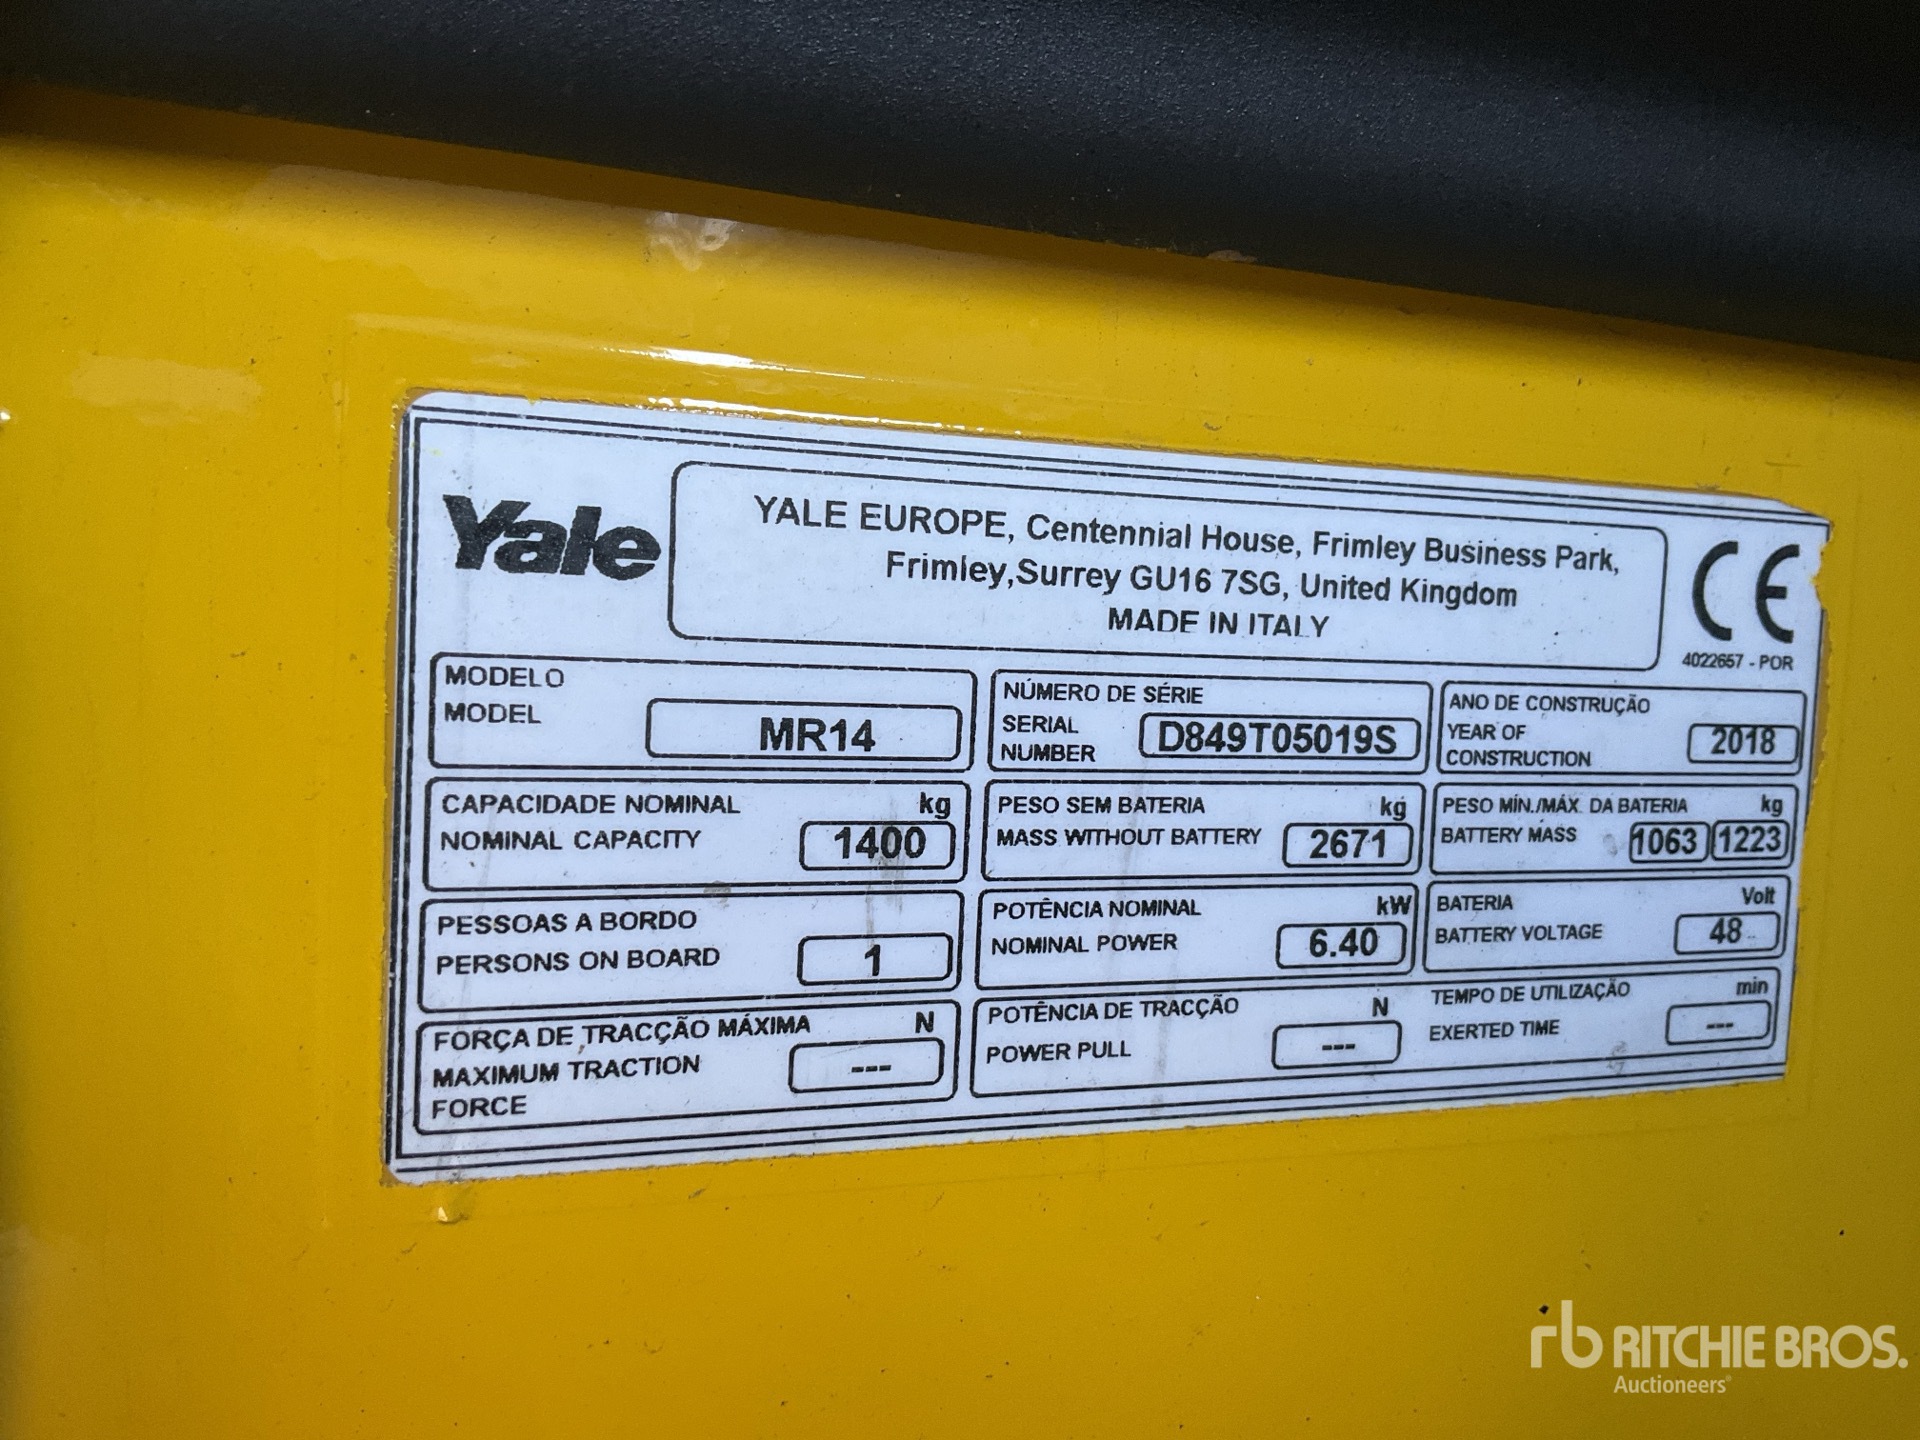 Yale
YALE EUROPE, Centennial House, Frimley Business Park,
Frimley,Surrey GU16 7SG, United Kingdom
MADE IN ITALY
CE
4022657 - POR
MODELO
MODEL
MR14
NÚMERO DE SÉRIE
SERIAL
NUMBER
D849T05019S
ANO DE CONSTRUÇÃO
YEAR OF
CONSTRUCTION
2018
CAPACIDADE NOMINAL kg
NOMINAL CAPACITY 1400
PESO SEM BATERIA kg
MASS WITHOUT BATTERY 2671
PESO MÍN./MÁX. DA BATERIA kg
BATTERY MASS 1063 1223
PESSOAS A BORDO
PERSONS ON BOARD 1
POTÊNCIA NOMINAL kW
NOMINAL POWER 6.40
BATERIA Volt
BATTERY VOLTAGE 48
FORÇA DE TRACÇÃO MÁXIMA N
MAXIMUM TRACTION ---
FORCE
POTÊNCIA DE TRACÇÃO N
POWER PULL ---
TEMPO DE UTILIZAÇÃO min
EXERTED TIME ---
rb RITCHIE BROS.
Auctioneers®